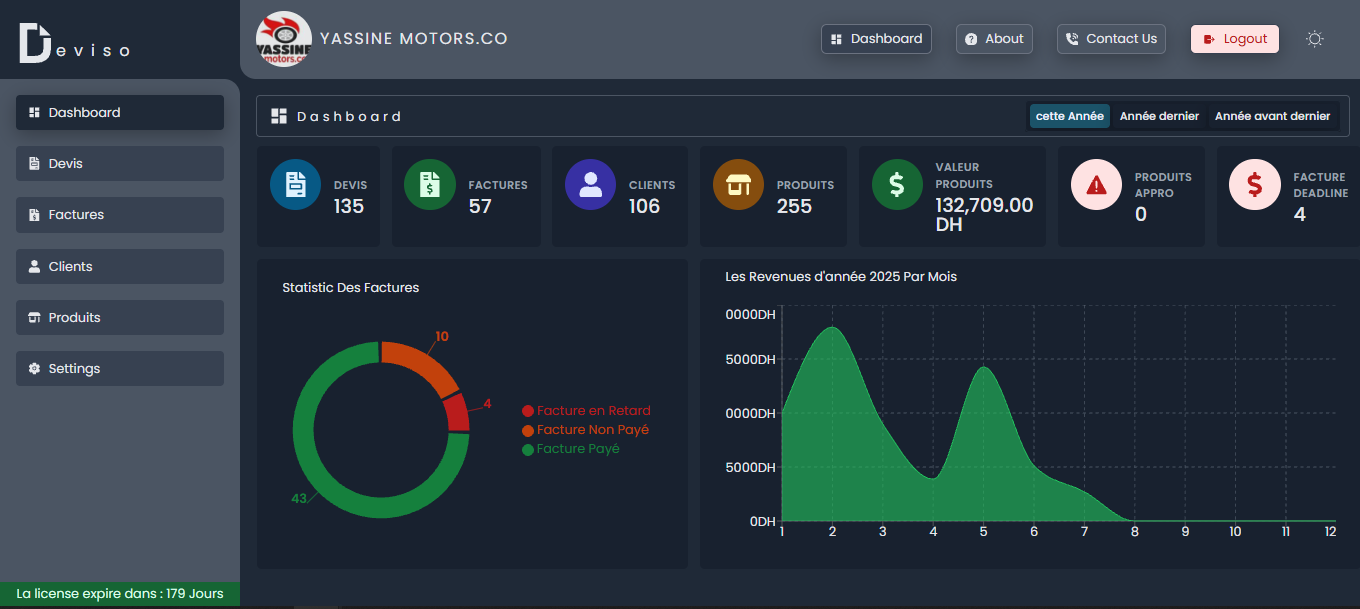 Deviso
YASSINE
motors.co
YASSINE MOTORS.CO
Dashboard
About
Contact Us
Logout
Dashboard
Devis
Factures
Clients
Produits
Settings
La license expire dans : 179 Jours
Dashboard
cette Année
Année dernier
Année avant dernier
DEVIS
135
FACTURES
57
CLIENTS
106
PRODUITS
255
VALEUR
PRODUITS
132,709.00
DH
PRODUITS
APPRO
0
FACTURE
DEADLINE
4
Statistic Des Factures
10
4
43
Facture en Retard
Facture Non Payé
Facture Payé
Les Revenues d'année 2025 Par Mois
0000DH
5000DH
0000DH
5000DH
0DH
1 2 3 4 5 6 7 8 9 10 11 12